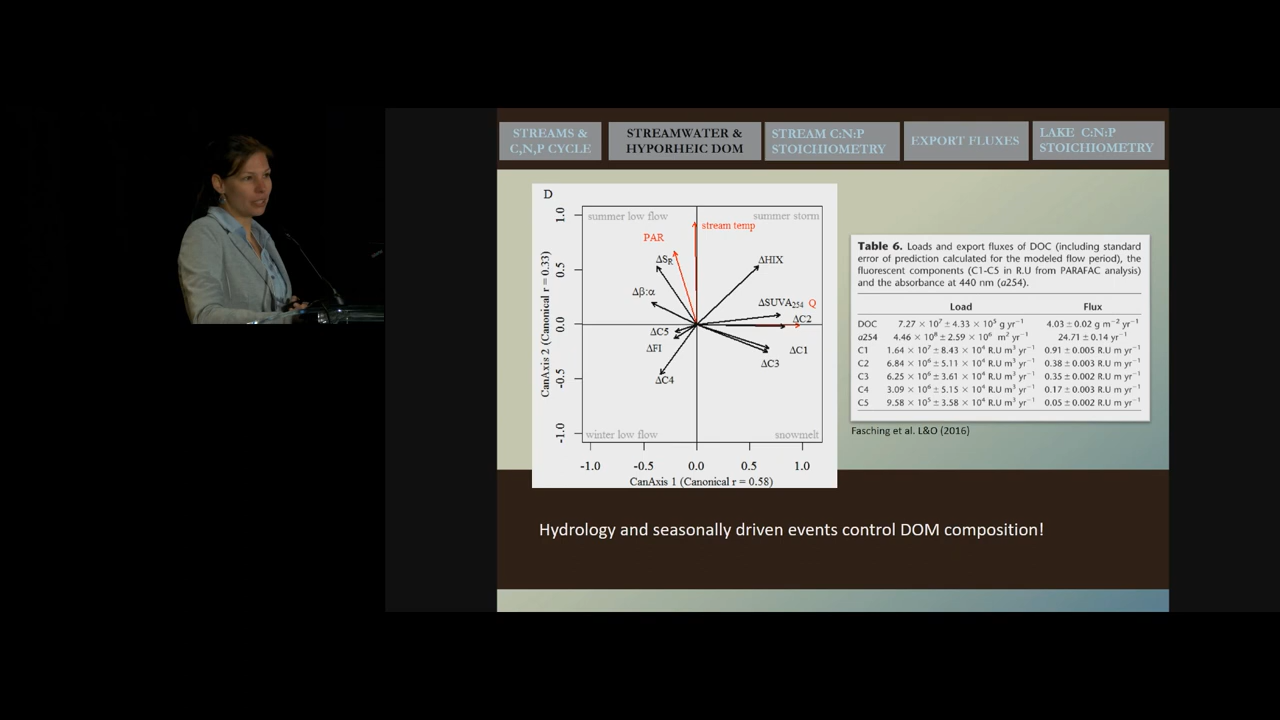 STREAMS &
C,N,P CYCLE
STREAMWATER &
HYPORHEIC DOM
STREAM C:N:P
STOICHIOMETRY
EXPORT FLUXES
LAKE C:N:P
STOICHIOMETRY
D
summer low flow
summer storm
PAR
stream temp
ΔSR
ΔHIX
Δβ:α
ΔSUVA254
Q
ΔC2
ΔC5
ΔFI
ΔC1
ΔC3
ΔC4
winter low flow
snowmelt
1.0
0.5
0.0
-0.5
-1.0
CanAxis 2 (Canonical r = 0.33)
-1.0 -0.5 0.0 0.5 1.0
CanAxis 1 (Canonical r = 0.58)
Table 6. Loads and export fluxes of DOC (including standard
error of prediction calculated for the modeled flow period), the
fluorescent components (C1-C5 in R.U from PARAFAC analysis)
and the absorbance at 440 nm (a254).
Load Flux
DOC 7.27 × 10⁷ ± 4.33 × 10⁵ g yr⁻¹ 4.03 ± 0.02 g m⁻² yr⁻¹
a254 4.46 × 10⁸ ± 2.59 × 10⁶ m² yr⁻¹ 24.71 ± 0.14 yr⁻¹
C1 1.64 × 10⁷ ± 8.43 × 10⁴ R.U m³ yr⁻¹ 0.91 ± 0.005 R.U m yr⁻¹
C2 6.84 × 10⁶ ± 5.11 × 10⁴ R.U m³ yr⁻¹ 0.38 ± 0.003 R.U m yr⁻¹
C3 6.25 × 10⁶ ± 3.61 × 10⁴ R.U m³ yr⁻¹ 0.35 ± 0.002 R.U m yr⁻¹
C4 3.09 × 10⁶ ± 5.15 × 10⁴ R.U m³ yr⁻¹ 0.17 ± 0.003 R.U m yr⁻¹
C5 9.58 × 10⁵ ± 3.58 × 10⁴ R.U m³ yr⁻¹ 0.05 ± 0.002 R.U m yr⁻¹
Fasching et al. L&O (2016)
Hydrology and seasonally driven events control DOM composition!